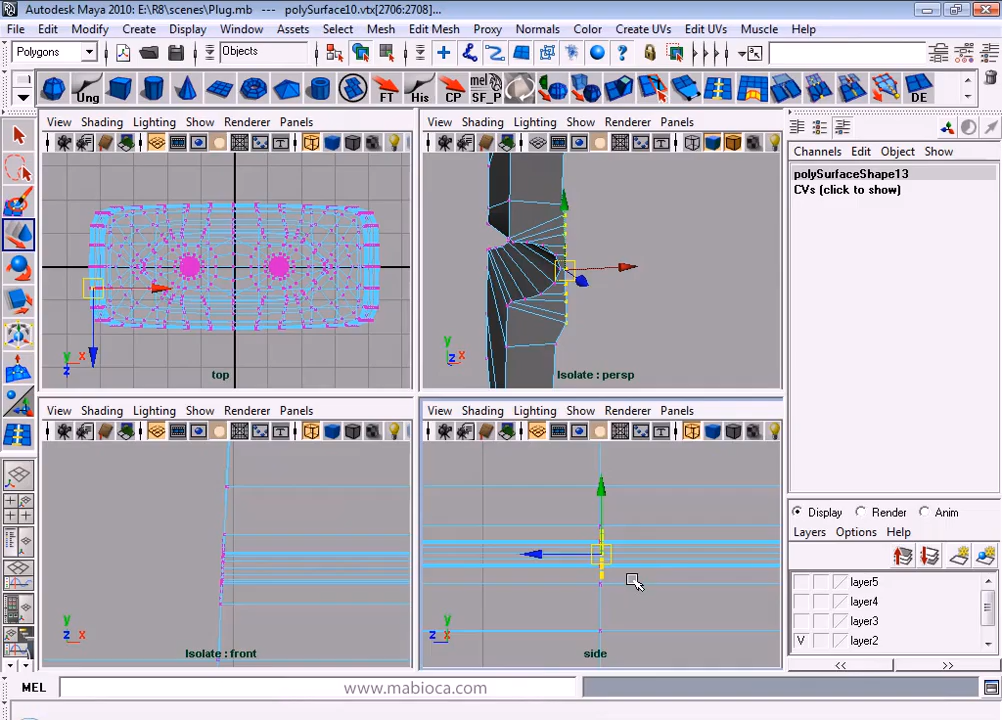 Autodesk Maya 2010: E:\R8\scenes\Plug.mb --- polySurface10.vtx[2706:2708]...
File Edit Modify Create Display Window Assets Select Mesh Edit Mesh Proxy Normals Color Create UVs Edit UVs Muscle Help
Polygons Objects
Ung FT His CP mel SF_P DE
View Shading Lighting Show Renderer Panels
View Shading Lighting Show Renderer Panels
Channels Edit Object Show
polySurfaceShape13
CVs (click to show)
y x
z
top
y
z x
Isolate : persp
View Shading Lighting Show Renderer Panels
View Shading Lighting Show Renderer Panels
Display Render Anim
Layers Options Help
layer5
layer4
layer3
V layer2
y
z x
Isolate : front
y
z x
side
<< >>
MEL www.mabioca.com